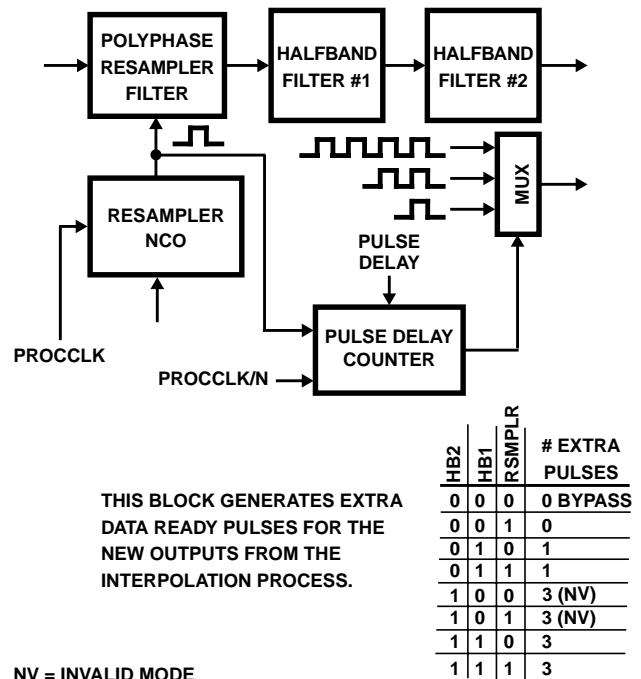 POLYPHASE
RESAMPLER
FILTER
HALFBAND
FILTER #1
HALFBAND
FILTER #2
MUX
RESAMPLER
NCO
PULSE
DELAY
PULSE DELAY
COUNTER
PROCCLK
PROCCLK/N
THIS BLOCK GENERATES EXTRA
DATA READY PULSES FOR THE
NEW OUTPUTS FROM THE
INTERPOLATION PROCESS.
HB2 HB1 RSMPLR # EXTRA PULSES
0 0 0 0 BYPASS
0 0 1 0
0 1 0 1
0 1 1 1
1 0 0 3 (NV)
1 0 1 3 (NV)
1 1 0 3
1 1 1 3
NV = INVALID MODE